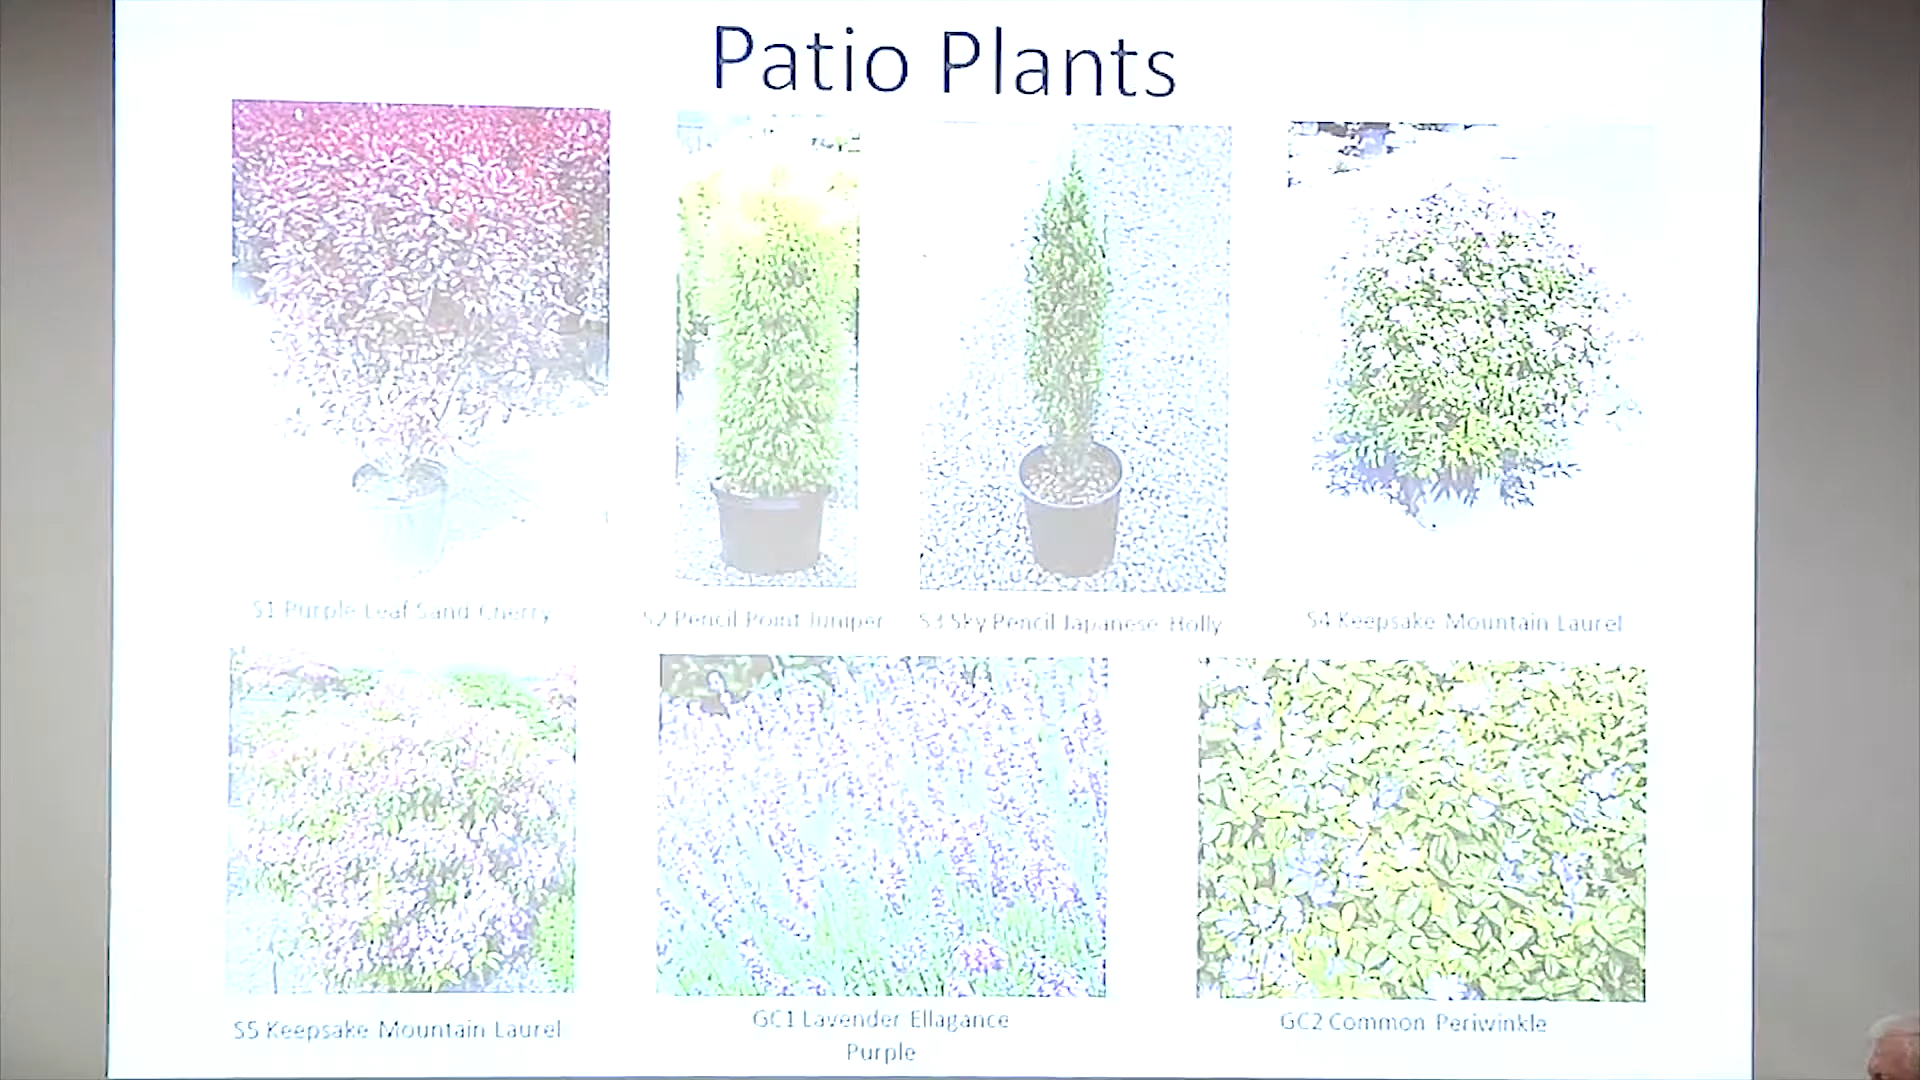 Patio Plants
S1 Purple Leaf Sand Cherry
S2 Pencil Point Juniper
S3 Sky Pencil Japanese Holly
S4 Keepsake Mountain Laurel
S5 Keepsake Mountain Laurel
GC1 Lavender Ellagance
Purple
GC2 Common Periwinkle